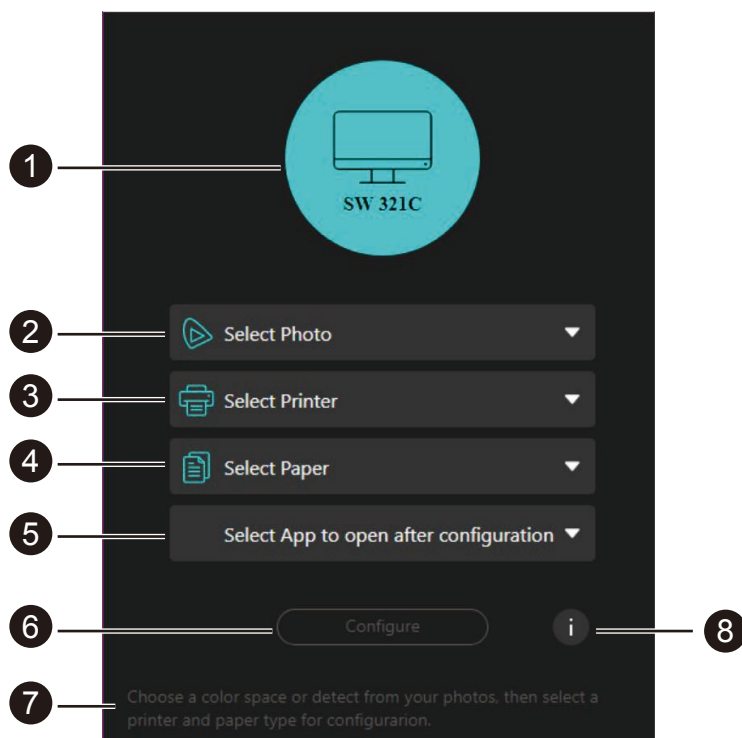 1
SW 321C
2
Select Photo
3
Select Printer
4
Select Paper
5
Select App to open after configuration
6
Configure
i
8
7
Choose a color space or detect from your photos, then select a
printer and paper type for configurarion.